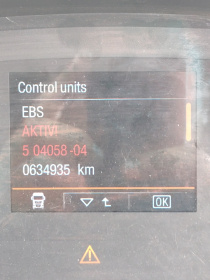 Control units
EBS
AKTIV!
5 04058-04
0634935 km
OK